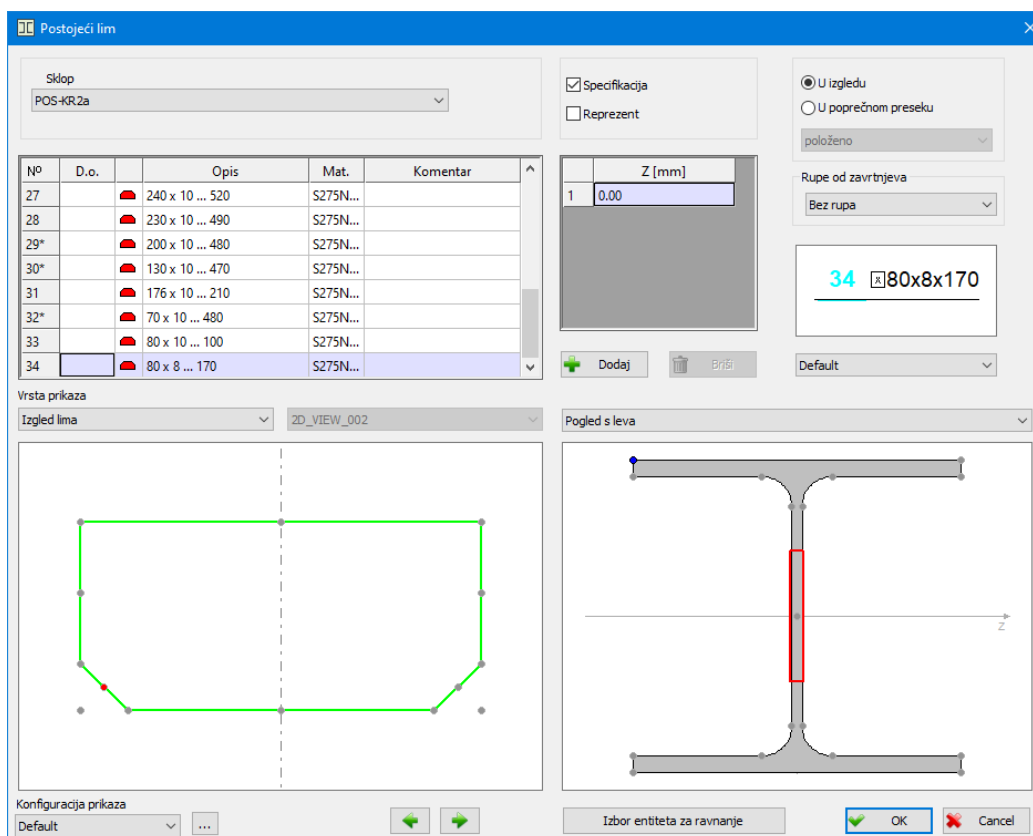 Postojeći lim
Sklop
POS-KR2a
Specifikacija
Reprezent
U izgledu
U poprečnom preseku
položeno
Nº D.o. Opis Mat. Komentar
27 240 x 10 ... 520 S275N...
28 230 x 10 ... 490 S275N...
29* 200 x 10 ... 480 S275N...
30* 130 x 10 ... 470 S275N...
31 176 x 10 ... 210 S275N...
32* 70 x 10 ... 480 S275N...
33 80 x 10 ... 100 S275N...
34 80 x 8 ... 170 S275N...
Z [mm]
1 0.00
Rupe od zavrtnjeva
Bez rupa
34 80x8x170
Dodaj
Briši
Default
Vrsta prikaza
Izgled lima
2D_VIEW_002
Pogled s leva
z
Konfiguracija prikaza
Default
...
Izbor entiteta za ravnanje
OK
Cancel